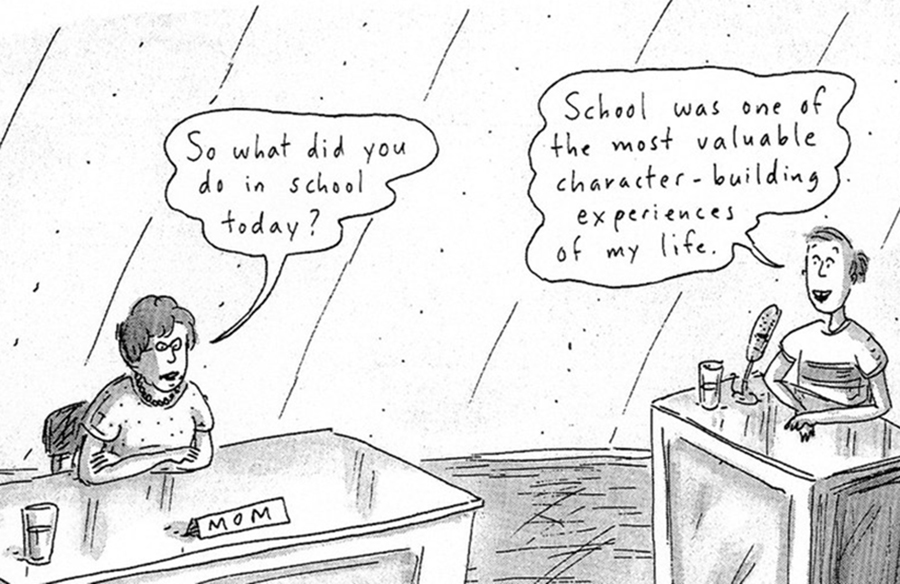 So what did you
do in school
today?
School was one of
the most valuable
character-building
experiences
of my life.
MOM